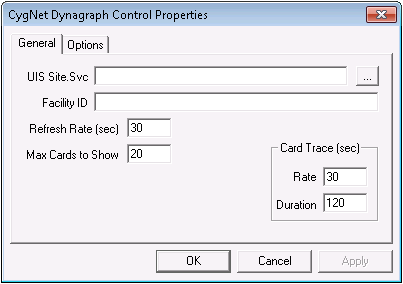 CygNet Dynagraph Control Properties
General Options
UIS Site.Svc ...
Facility ID
Refresh Rate (sec) 30
Max Cards to Show 20
Card Trace (sec)
Rate 30
Duration 120
OK Cancel Apply